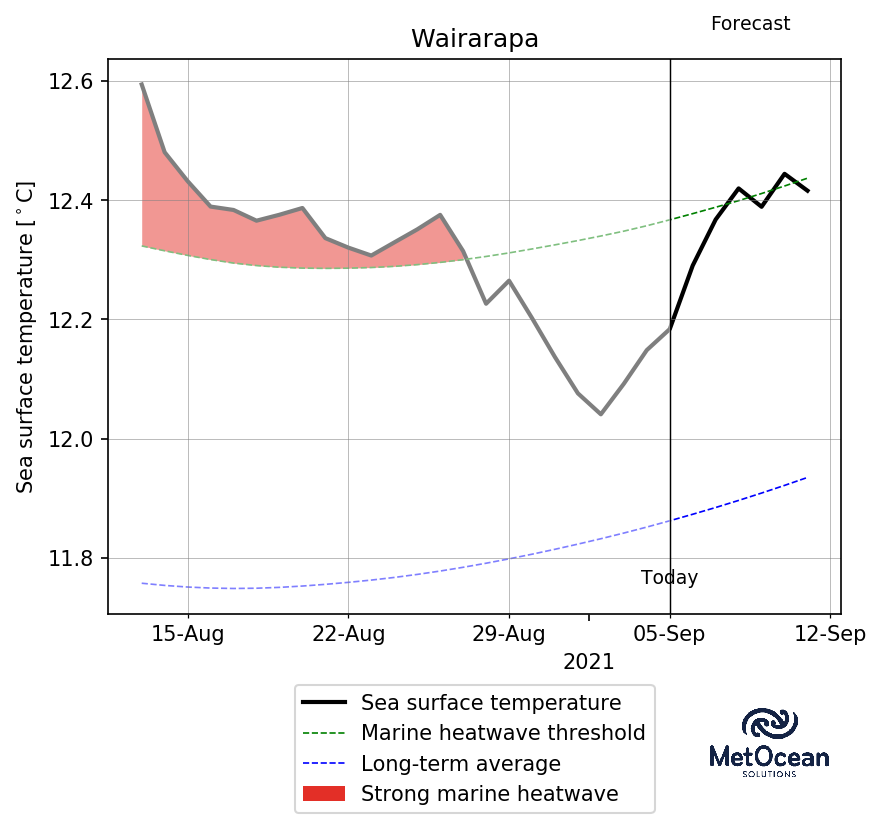 Forecast
Wairarapa
Sea surface temperature [°C]
12.6
12.4
12.2
12.0
11.8
Today
15-Aug 22-Aug 29-Aug 05-Sep 12-Sep
2021
Sea surface temperature
Marine heatwave threshold
Long-term average
Strong marine heatwave
MetOcean
SOLUTIONS